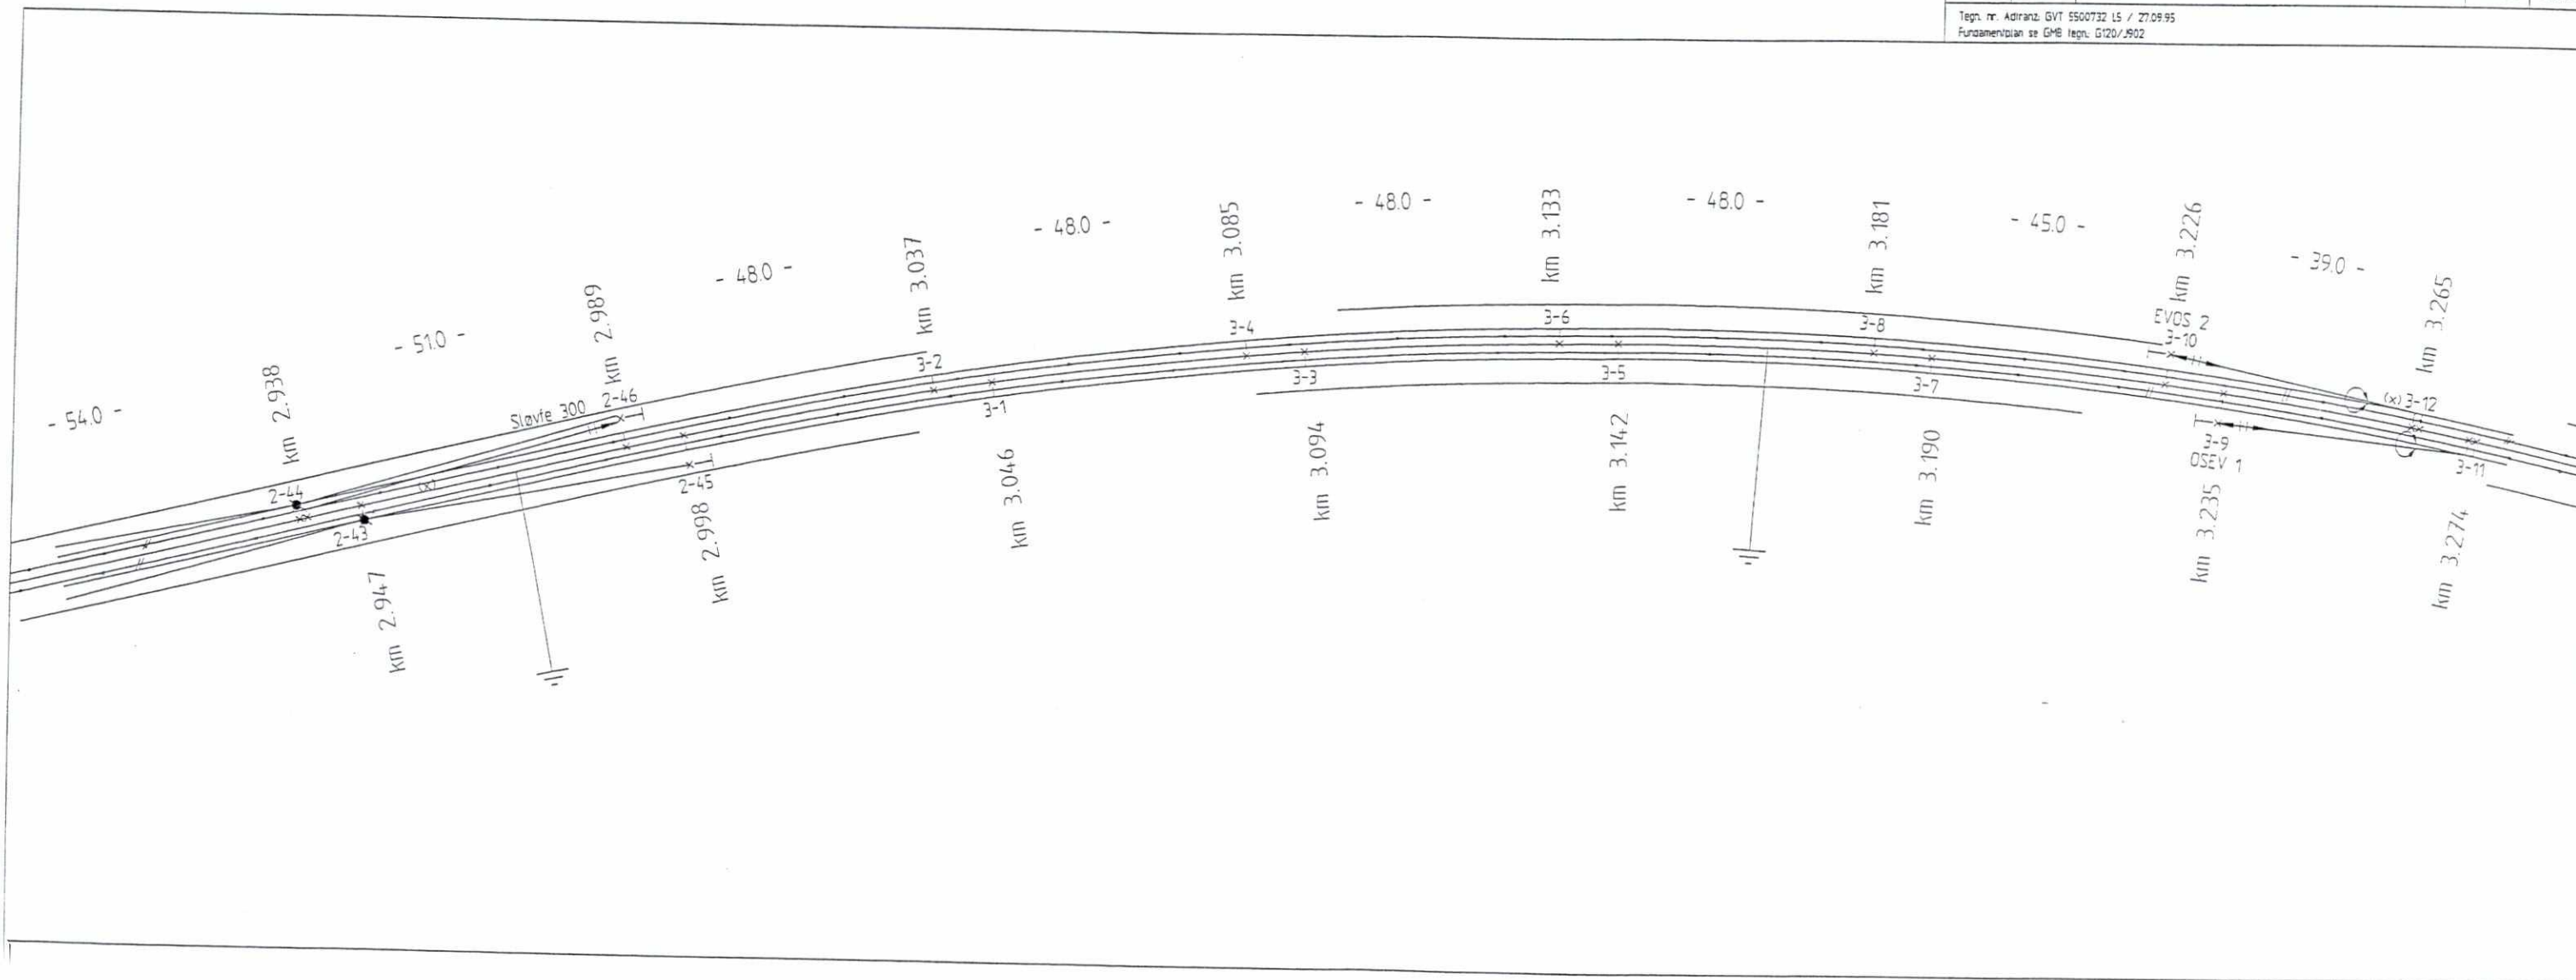 Tegn. nr. Adtranz: GVT 5500732 L5 / 27.09.95
Fundamentplan se GMB tegn.: G120/J902
- 54.0 -
km 2.938
- 51.0 -
km 2.989
- 48.0 -
km 3.037
- 48.0 -
km 3.085
- 48.0 -
km 3.133
- 48.0 -
km 3.181
- 45.0 -
km 3.226
- 39.0 -
km 3.265
2-44
Sløyfe 300
2-46
3-2
3-4
3-6
3-8
EVOS 2
3-10
(x) 3-12
(x)
2-43
2-45
3-1
3-3
3-5
3-7
3-9
OSEV 1
3-11
km 2.947
km 2.998
km 3.046
km 3.094
km 3.142
km 3.190
km 3.235
km 3.274